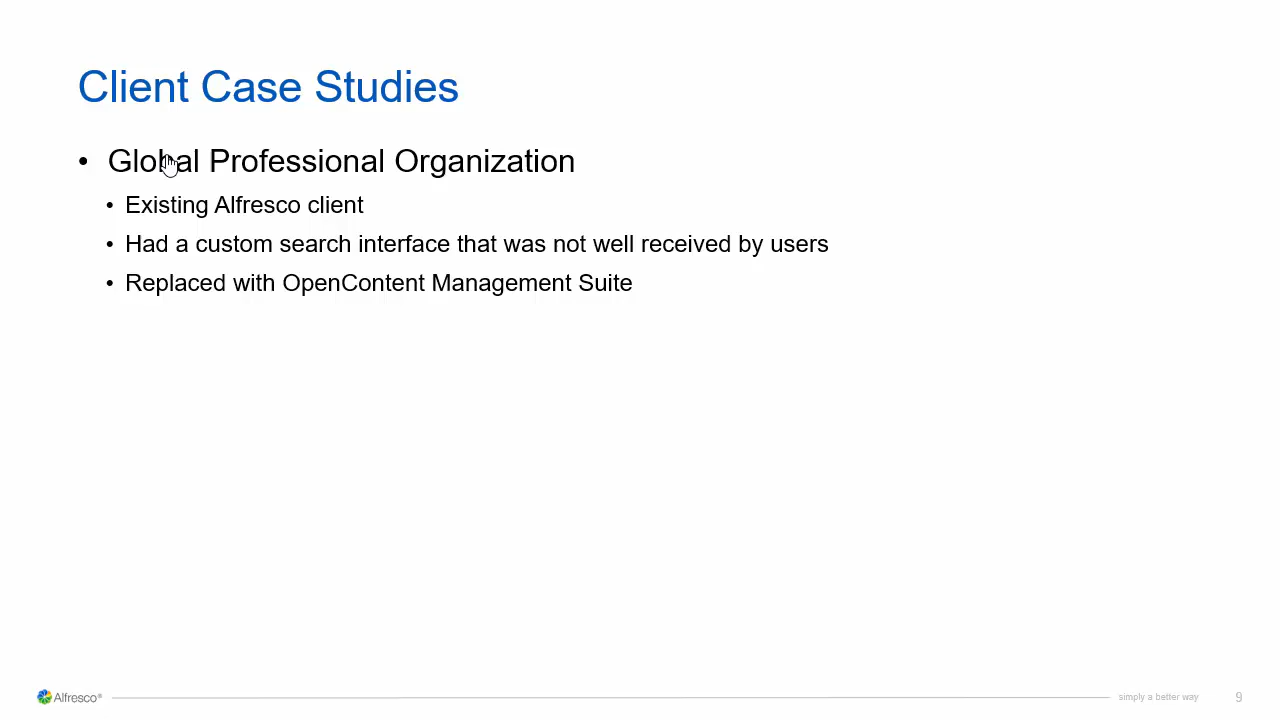 Client Case Studies
• Global Professional Organization
• Existing Alfresco client
• Had a custom search interface that was not well received by users
• Replaced with OpenContent Management Suite
Alfresco® simply a better way 9